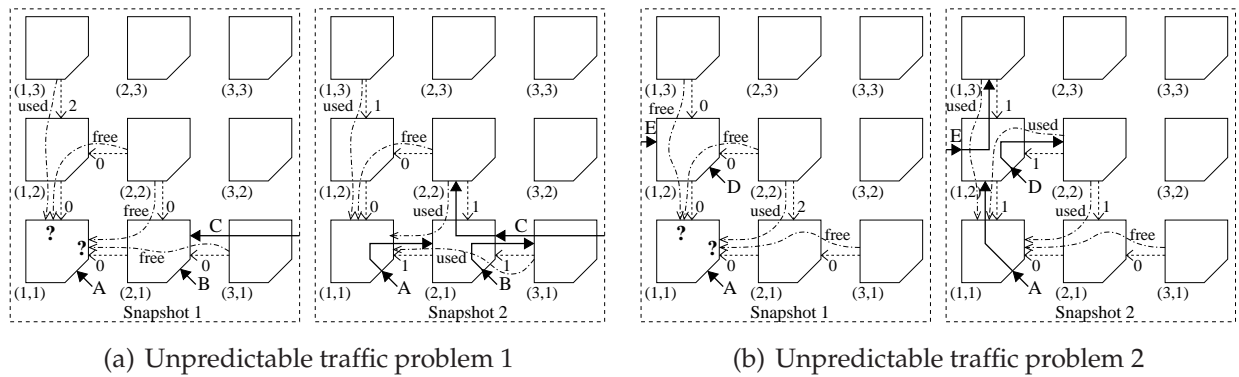 (1,3) (2,3) (3,3)
used 2
free
0
(1,2) 0 (2,2) (3,2)
free 0
C
?
?
0 free 0
A B
(1,1) (2,1) (3,1)
Snapshot 1
(1,3) (2,3) (3,3)
used 1
free
0
(1,2) 0 (2,2) (3,2)
used 1
C
1 used 1
A B
(1,1) (2,1) (3,1)
Snapshot 2
(1,3) (2,3) (3,3)
free 0
E free
0
D
(1,2) 0 (2,2) (3,2)
used 2
? free
?
0 0
A
(1,1) (2,1) (3,1)
Snapshot 1
(1,3) (2,3) (3,3)
used 1
E used
1
D
(1,2) (2,2) (3,2)
used 1
free
0 0
A
(1,1) (2,1) (3,1)
Snapshot 2
(a) Unpredictable traffic problem 1
(b) Unpredictable traffic problem 2